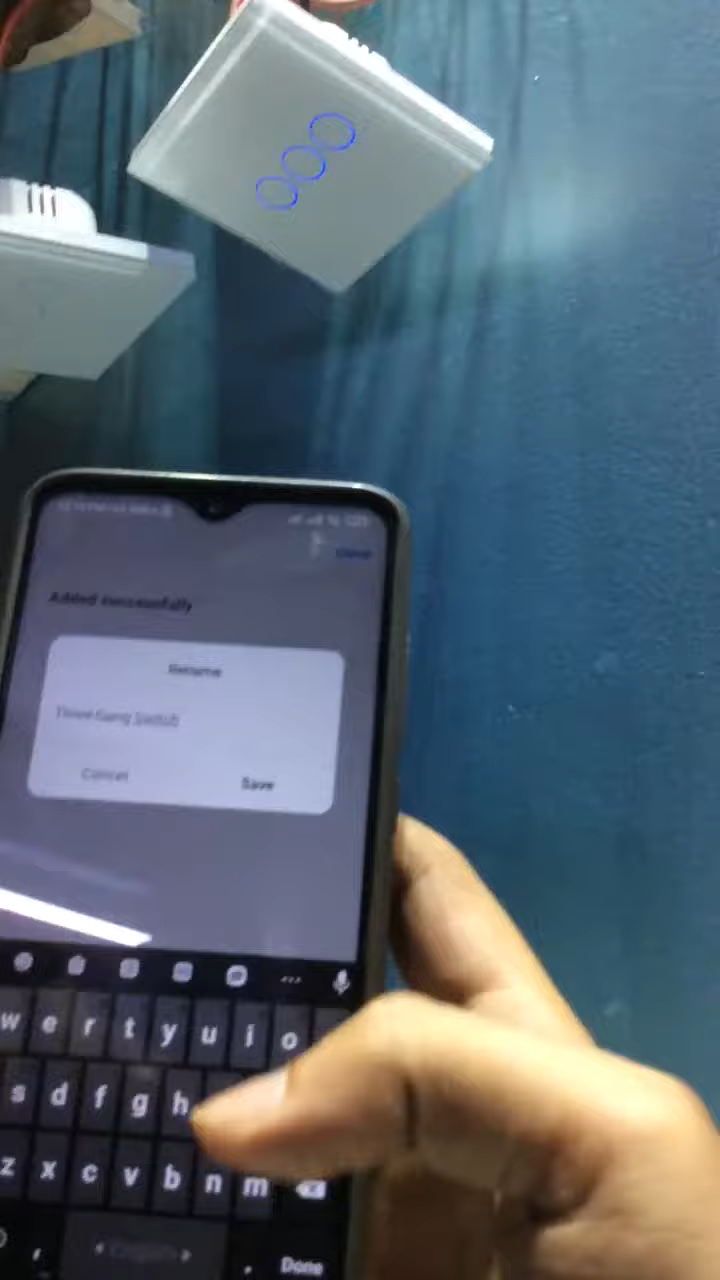 Added successfully
Rename
Three Gang Switch
Cancel
Save
w e r t y u i o
s d f g h
z x c v b n m
, . Done